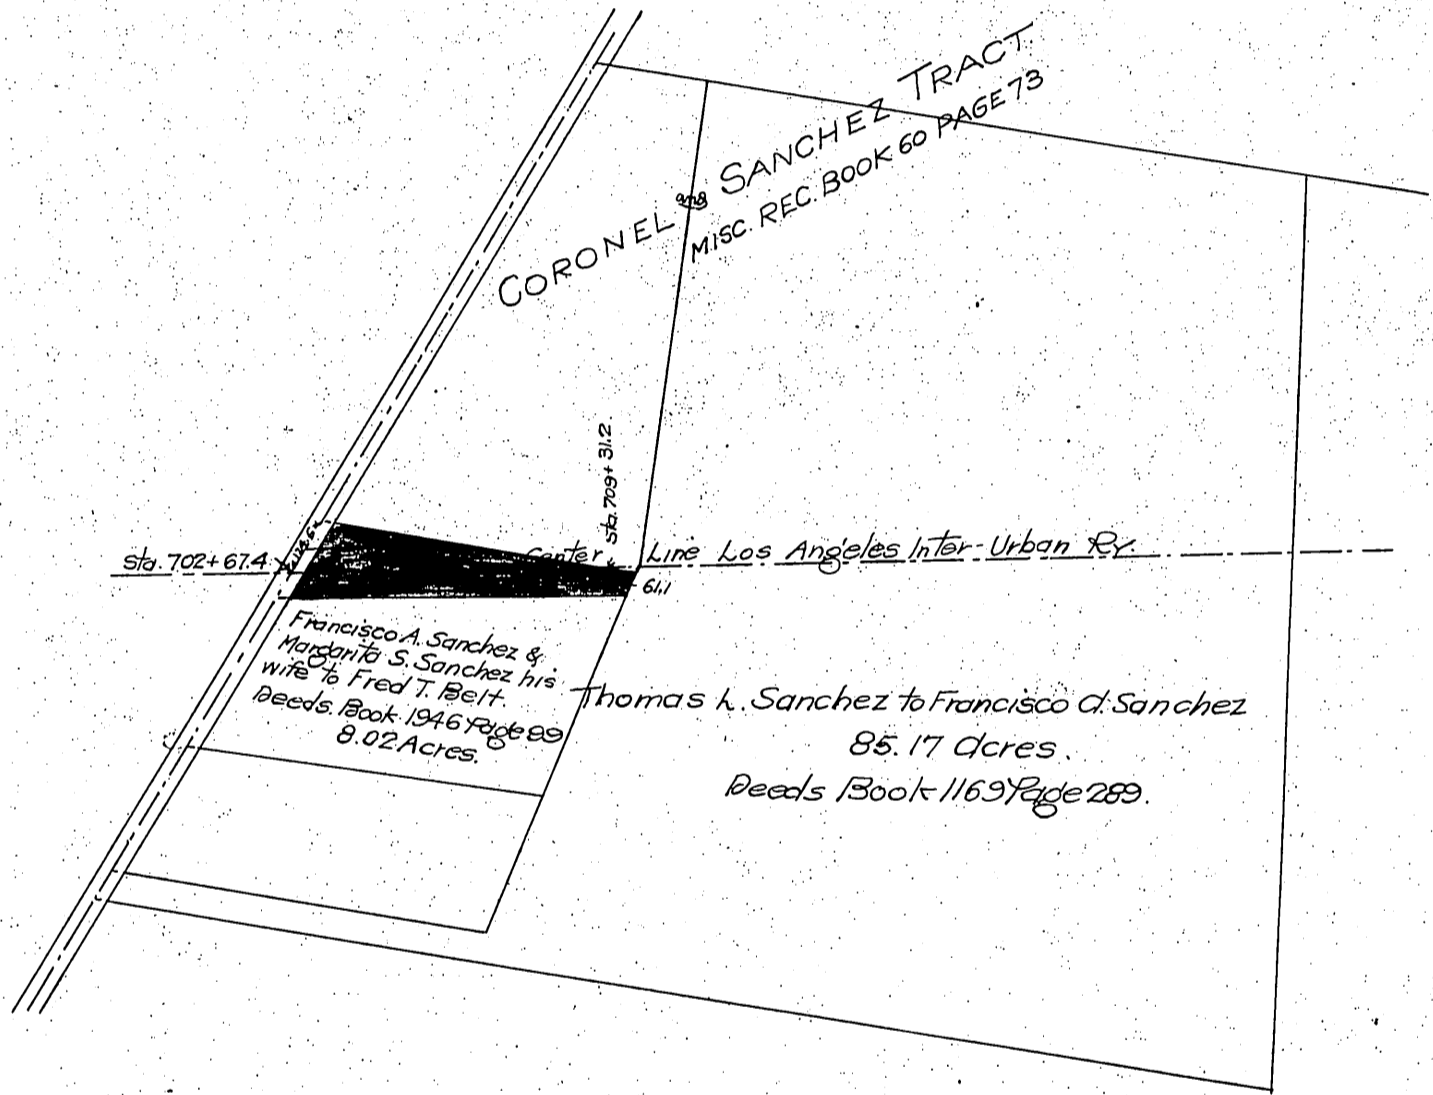 CORONEL and SANCHEZ TRACT.
MISC. REC. BOOK 60 PAGE 73
Sta. 709+31.2
Sta. 702+67.4
Center Line Los Angeles Inter-Urban Ry.
61.1
Francisco A. Sanchez &
Margarita S. Sanchez his
wife to Fred T. Belt.
Deeds. Book 1946 Page 99
8.02 Acres.
Thomas L. Sanchez to Francisco A. Sanchez
85.17 Acres.
Deeds Book 1169 Page 289.